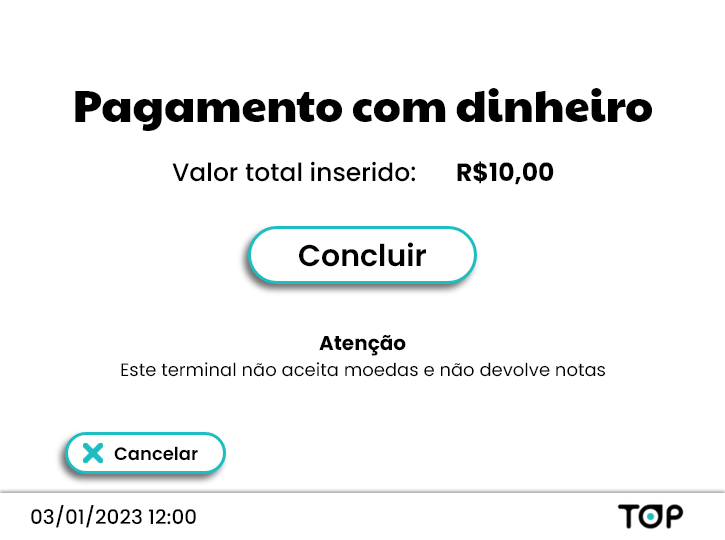 Pagamento com dinheiro
Valor total inserido: R$10,00
Concluir
Atenção
Este terminal não aceita moedas e não devolve notas
Cancelar
03/01/2023 12:00
TOP